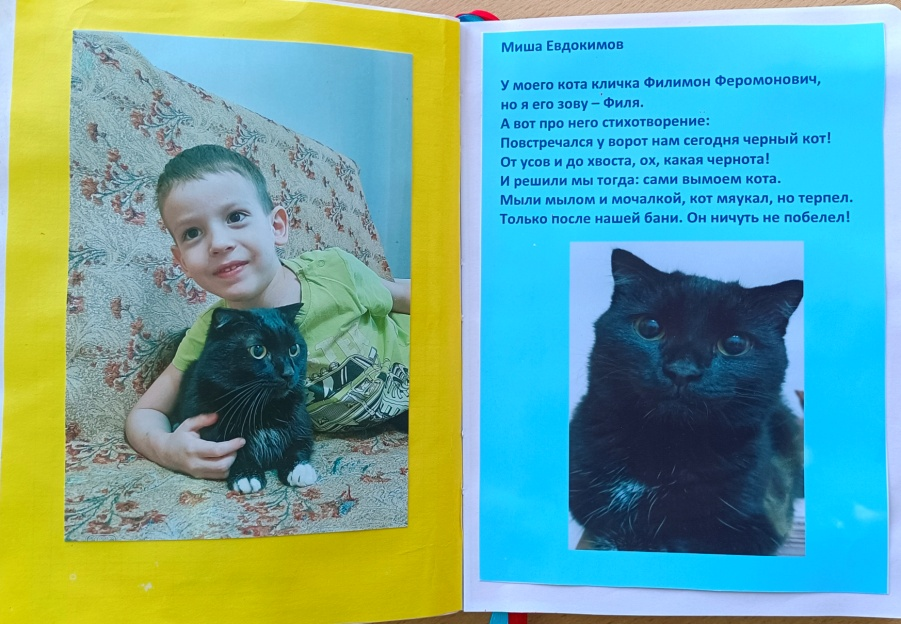 Миша Евдокимов
У моего кота кличка Филимон Феромонович,
но я его зову – Филя.
А вот про него стихотворение:
Повстречался у ворот нам сегодня черный кот!
От усов и до хвоста, ох, какая чернота!
И решили мы тогда: сами вымоем кота.
Мыли мылом и мочалкой, кот мяукал, но терпел.
Только после нашей бани. Он ничуть не побелел!